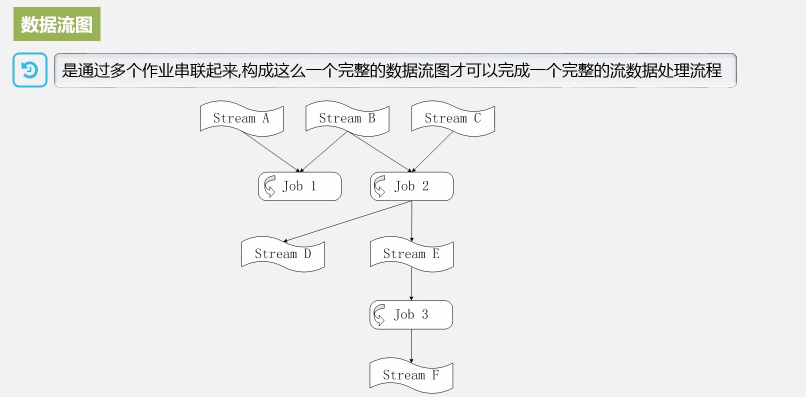 数据流图
是通过多个作业串联起来,构成这么一个完整的数据流图才可以完成一个完整的流数据处理流程
Stream A
Stream B
Stream C
Job 1
Job 2
Stream D
Stream E
Job 3
Stream F